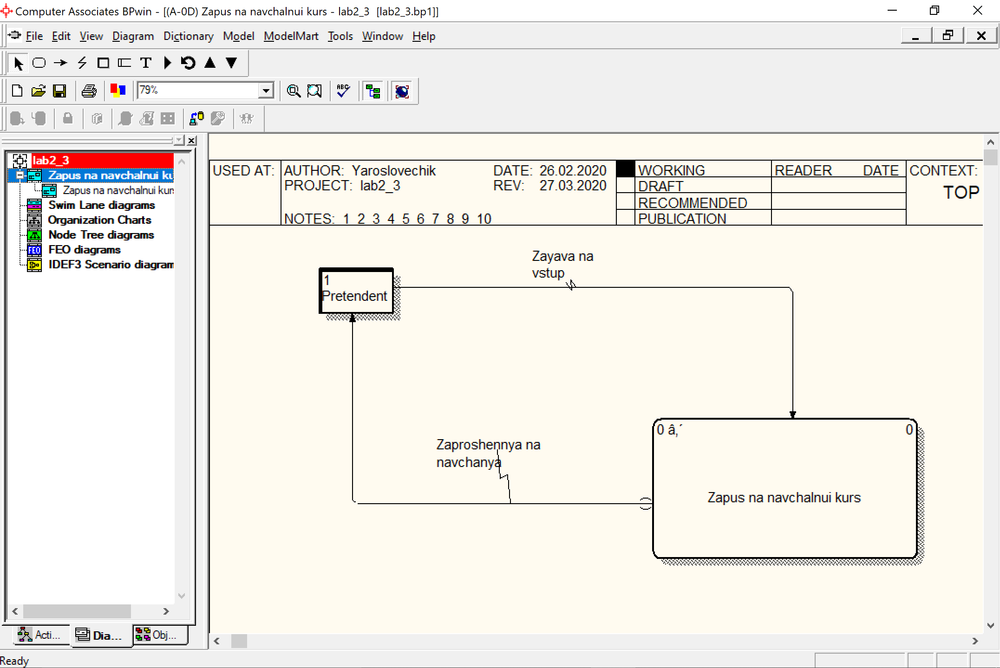 Computer Associates BPwin - [(A-0D) Zapus na navchalnui kurs - lab2_3  [lab2_3.bp1]]
File Edit View Diagram Dictionary Model ModelMart Tools Window Help
T
79%
ABC
lab2_3
Zapus na navchalnui ku
Zapus na navchalnui kur
Swim Lane diagrams
Organization Charts
Node Tree diagrams
FEO
FEO diagrams
IDEF3 Scenario diagram
Acti...
Dia...
Obj...
USED AT:
AUTHOR: Yaroslovechik
DATE: 26.02.2020
PROJECT: lab2_3
REV: 27.03.2020
NOTES: 1 2 3 4 5 6 7 8 9 10
WORKING
DRAFT
RECOMMENDED
PUBLICATION
READER DATE
CONTEXT:
TOP
1
Pretendent
Zayava na
vstup
Zaproshennya na
navchanya
0 â‚´
0
Zapus na navchalnui kurs
Ready